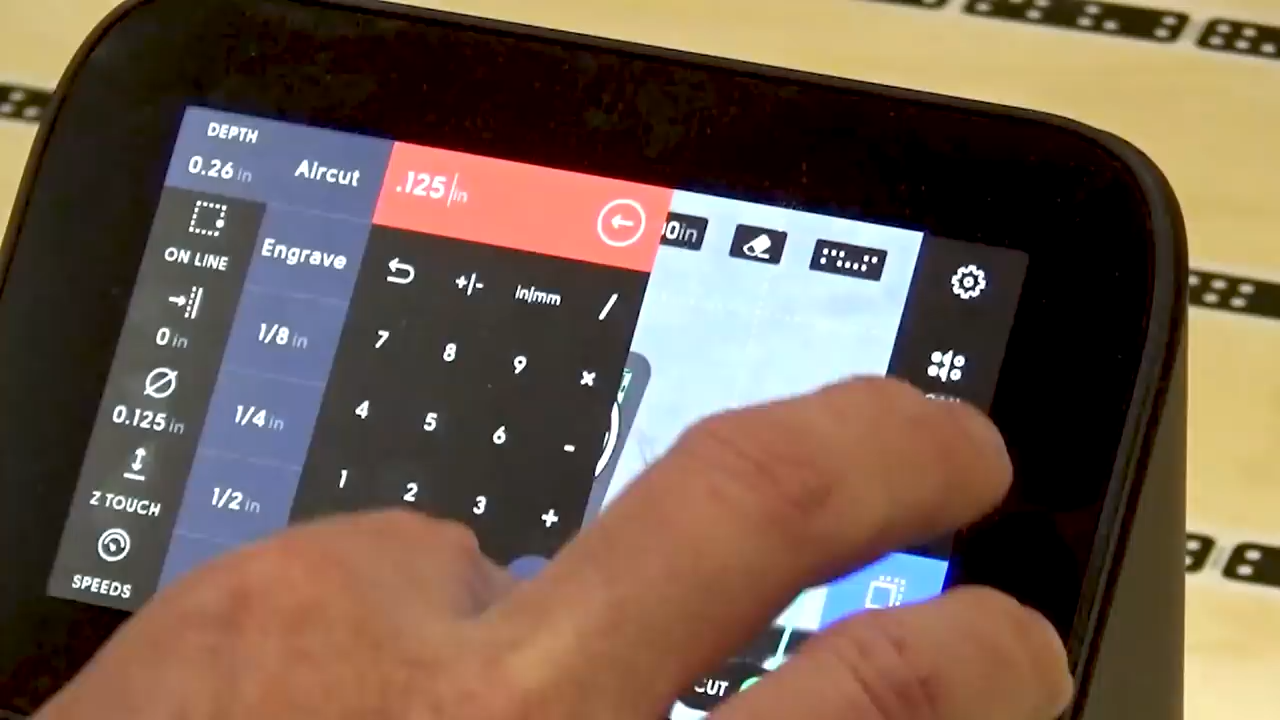 DEPTH
0.26 in
Aircut
.125 in
ON LINE
Engrave
0 in
1/8 in
+/-
in/mm
/
7
8
9
×
0.125 in
1/4 in
4
5
6
-
Z TOUCH
1/2 in
1
2
3
+
SPEEDS
0in
CUT